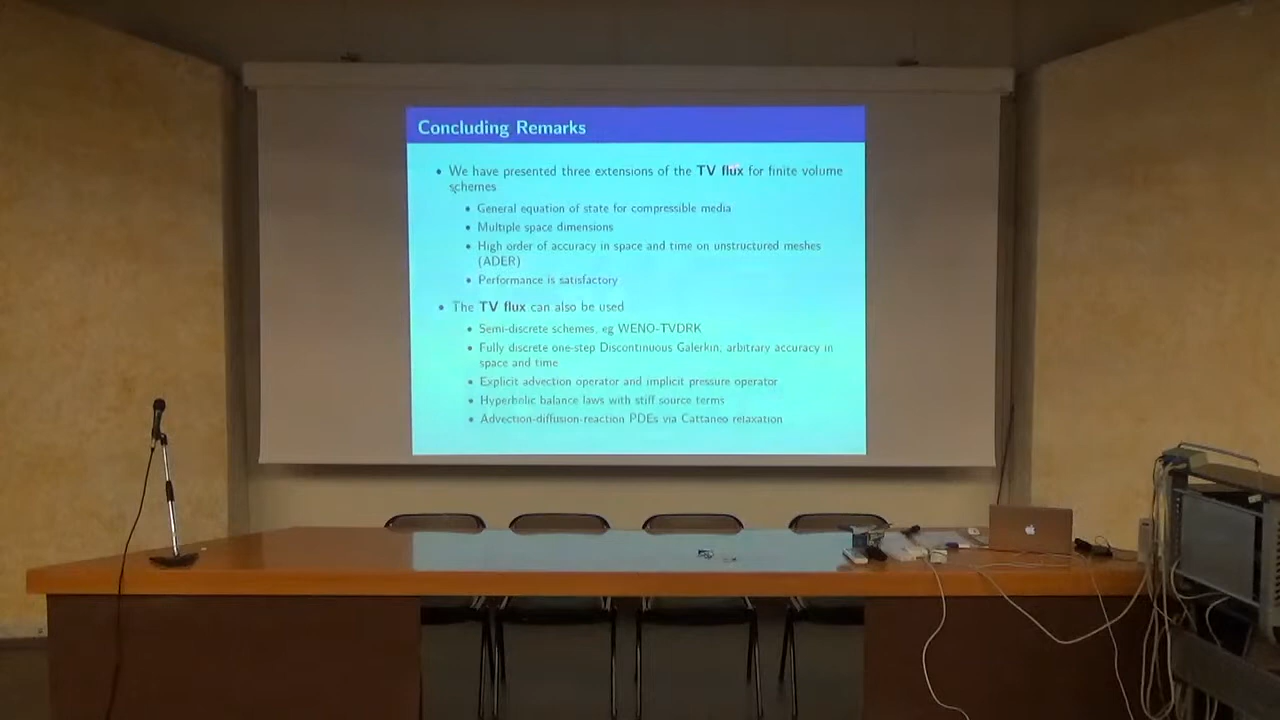 Concluding Remarks
We have presented three extensions of the TV flux for finite volume
schemes
General equation of state for compressible media
Multiple space dimensions
High order of accuracy in space and time on unstructured meshes
(ADER)
Performance is satisfactory
The TV flux can also be used
Semi-discrete schemes, eg WENO-TVDRK
Fully discrete one-step Discontinuous Galerkin, arbitrary accuracy in
space and time
Explicit advection operator and implicit pressure operator
Hyperbolic balance laws with stiff source terms
Advection-diffusion-reaction PDEs via Cattaneo relaxation